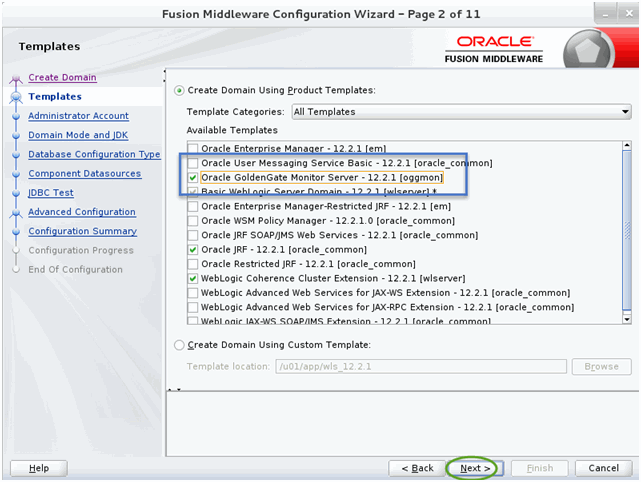 Fusion Middleware Configuration Wizard - Page 2 of 11
Templates
ORACLE
FUSION MIDDLEWARE
Create Domain
Templates
Administrator Account
Domain Mode and JDK
Database Configuration Type
Component Datasources
JDBC Test
Advanced Configuration
Configuration Summary
Configuration Progress
End Of Configuration
Create Domain Using Product Templates:
Template Categories: All Templates
Available Templates
Oracle Enterprise Manager - 12.2.1 [em]
Oracle User Messaging Service Basic - 12.2.1 [oracle_common]
Oracle GoldenGate Monitor Server - 12.2.1 [oggmon]
Basic WebLogic Server Domain - 12.2.1 [wlserver] *
Oracle Enterprise Manager-Restricted JRF - 12.2.1 [em]
Oracle WSM Policy Manager - 12.2.1.0 [oracle_common]
Oracle JRF SOAP/JMS Web Services - 12.2.1 [oracle_common]
Oracle JRF - 12.2.1 [oracle_common]
Oracle Restricted JRF - 12.2.1 [oracle_common]
WebLogic Coherence Cluster Extension - 12.2.1 [wlserver]
WebLogic Advanced Web Services for JAX-WS Extension - 12.2.1 [oracle_common]
WebLogic Advanced Web Services for JAX-RPC Extension - 12.2.1 [oracle_common]
WebLogic JAX-WS SOAP/JMS Extension - 12.2.1 [oracle_common]
Create Domain Using Custom Template:
Template location: /u01/app/wls_12.2.1 Browse
Help < Back Next > Finish Cancel